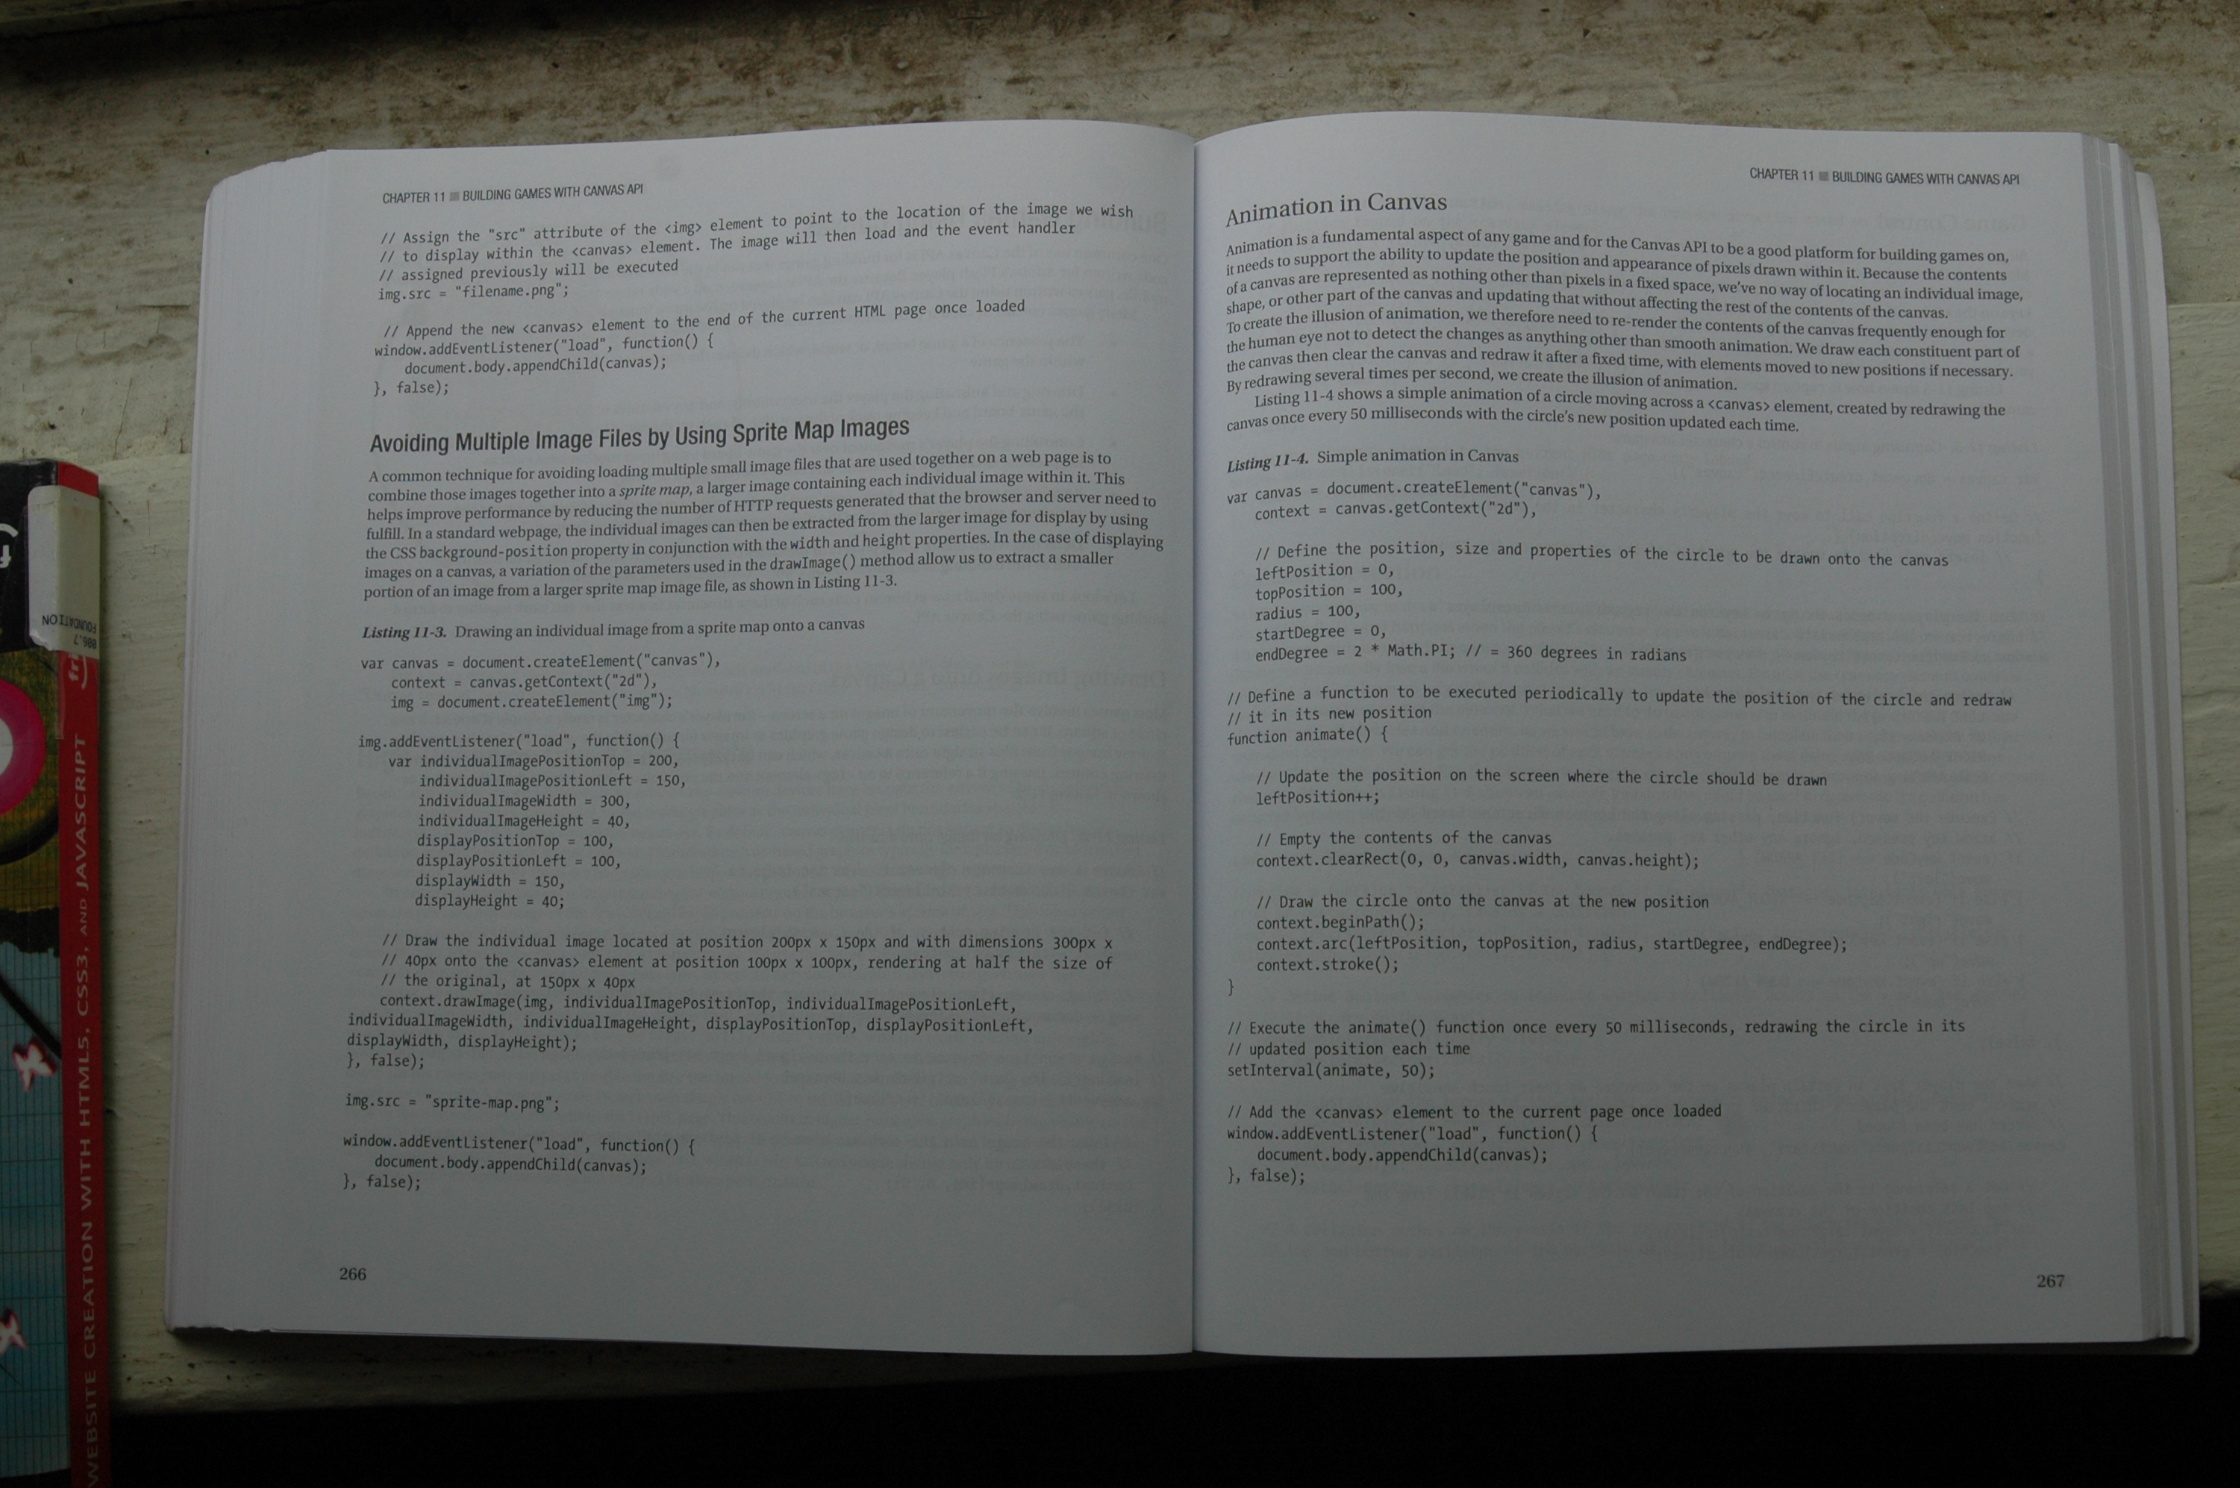 CHAPTER 11 ■ BUILDING GAMES WITH CANVAS API
// Assign the "src" attribute of the <img> element to point to the location of the image we wish
// to display within the <canvas> element. The image will then load and the event handler
// assigned previously will be executed
img.src = "filename.png";
// Append the new <canvas> element to the end of the current HTML page once loaded
window.addEventListener("load", function() {
document.body.appendChild(canvas);
}, false);
Avoiding Multiple Image Files by Using Sprite Map Images
A common technique for avoiding loading multiple small image files that are used together on a web page is to
combine those images together into a sprite map, a larger image containing each individual image within it. This
helps improve performance by reducing the number of HTTP requests generated that the browser and server need to
fulfill. In a standard webpage, the individual images can then be extracted from the larger image for display by using
the CSS background-position property in conjunction with the width and height properties. In the case of displaying
images on a canvas, a variation of the parameters used in the drawImage() method allow us to extract a smaller
portion of an image from a larger sprite map image file, as shown in Listing 11-3.
Listing 11-3. Drawing an individual image from a sprite map onto a canvas
var canvas = document.createElement("canvas"),
context = canvas.getContext("2d"),
img = document.createElement("img");
img.addEventListener("load", function() {
var individualImagePositionTop = 200,
individualImagePositionLeft = 150,
individualImageWidth = 300,
individualImageHeight = 40,
displayPositionTop = 100,
displayPositionLeft = 100,
displayWidth = 150,
displayHeight = 40;
// Draw the individual image located at position 200px x 150px and with dimensions 300px x
// 40px onto the <canvas> element at position 100px x 100px, rendering at half the size of
// the original, at 150px x 40px
context.drawImage(img, individualImagePositionTop, individualImagePositionLeft,
individualImageWidth, individualImageHeight, displayPositionTop, displayPositionLeft,
displayWidth, displayHeight);
}, false);
img.src = "sprite-map.png";
window.addEventListener("load", function() {
document.body.appendChild(canvas);
}, false);
266
CHAPTER 11 ■ BUILDING GAMES WITH CANVAS API
Animation in Canvas
Animation is a fundamental aspect of any game and for the Canvas API to be a good platform for building games on,
it needs to support the ability to update the position and appearance of pixels drawn within it. Because the contents
of a canvas are represented as nothing other than pixels in a fixed space, we've no way of locating an individual image,
shape, or other part of the canvas and updating that without affecting the rest of the contents of the canvas.
To create the illusion of animation, we therefore need to re-render the contents of the canvas frequently enough for
the human eye not to detect the changes as anything other than smooth animation. We draw each constituent part of
the canvas then clear the canvas and redraw it after a fixed time, with elements moved to new positions if necessary.
By redrawing several times per second, we create the illusion of animation.
Listing 11-4 shows a simple animation of a circle moving across a <canvas> element, created by redrawing the
canvas once every 50 milliseconds with the circle's new position updated each time.
Listing 11-4. Simple animation in Canvas
var canvas = document.createElement("canvas"),
context = canvas.getContext("2d"),
// Define the position, size and properties of the circle to be drawn onto the canvas
leftPosition = 0,
topPosition = 100,
radius = 100,
startDegree = 0,
endDegree = 2 * Math.PI; // = 360 degrees in radians
// Define a function to be executed periodically to update the position of the circle and redraw
// it in its new position
function animate() {
// Update the position on the screen where the circle should be drawn
leftPosition++;
// Empty the contents of the canvas
context.clearRect(0, 0, canvas.width, canvas.height);
// Draw the circle onto the canvas at the new position
context.beginPath();
context.arc(leftPosition, topPosition, radius, startDegree, endDegree);
context.stroke();
}
// Execute the animate() function once every 50 milliseconds, redrawing the circle in its
// updated position each time
setInterval(animate, 50);
// Add the <canvas> element to the current page once loaded
window.addEventListener("load", function() {
document.body.appendChild(canvas);
}, false);
267
WEBSITE CREATION WITH HTML5, CSS3, AND JAVASCRIPT
006.7
FOUNDATION